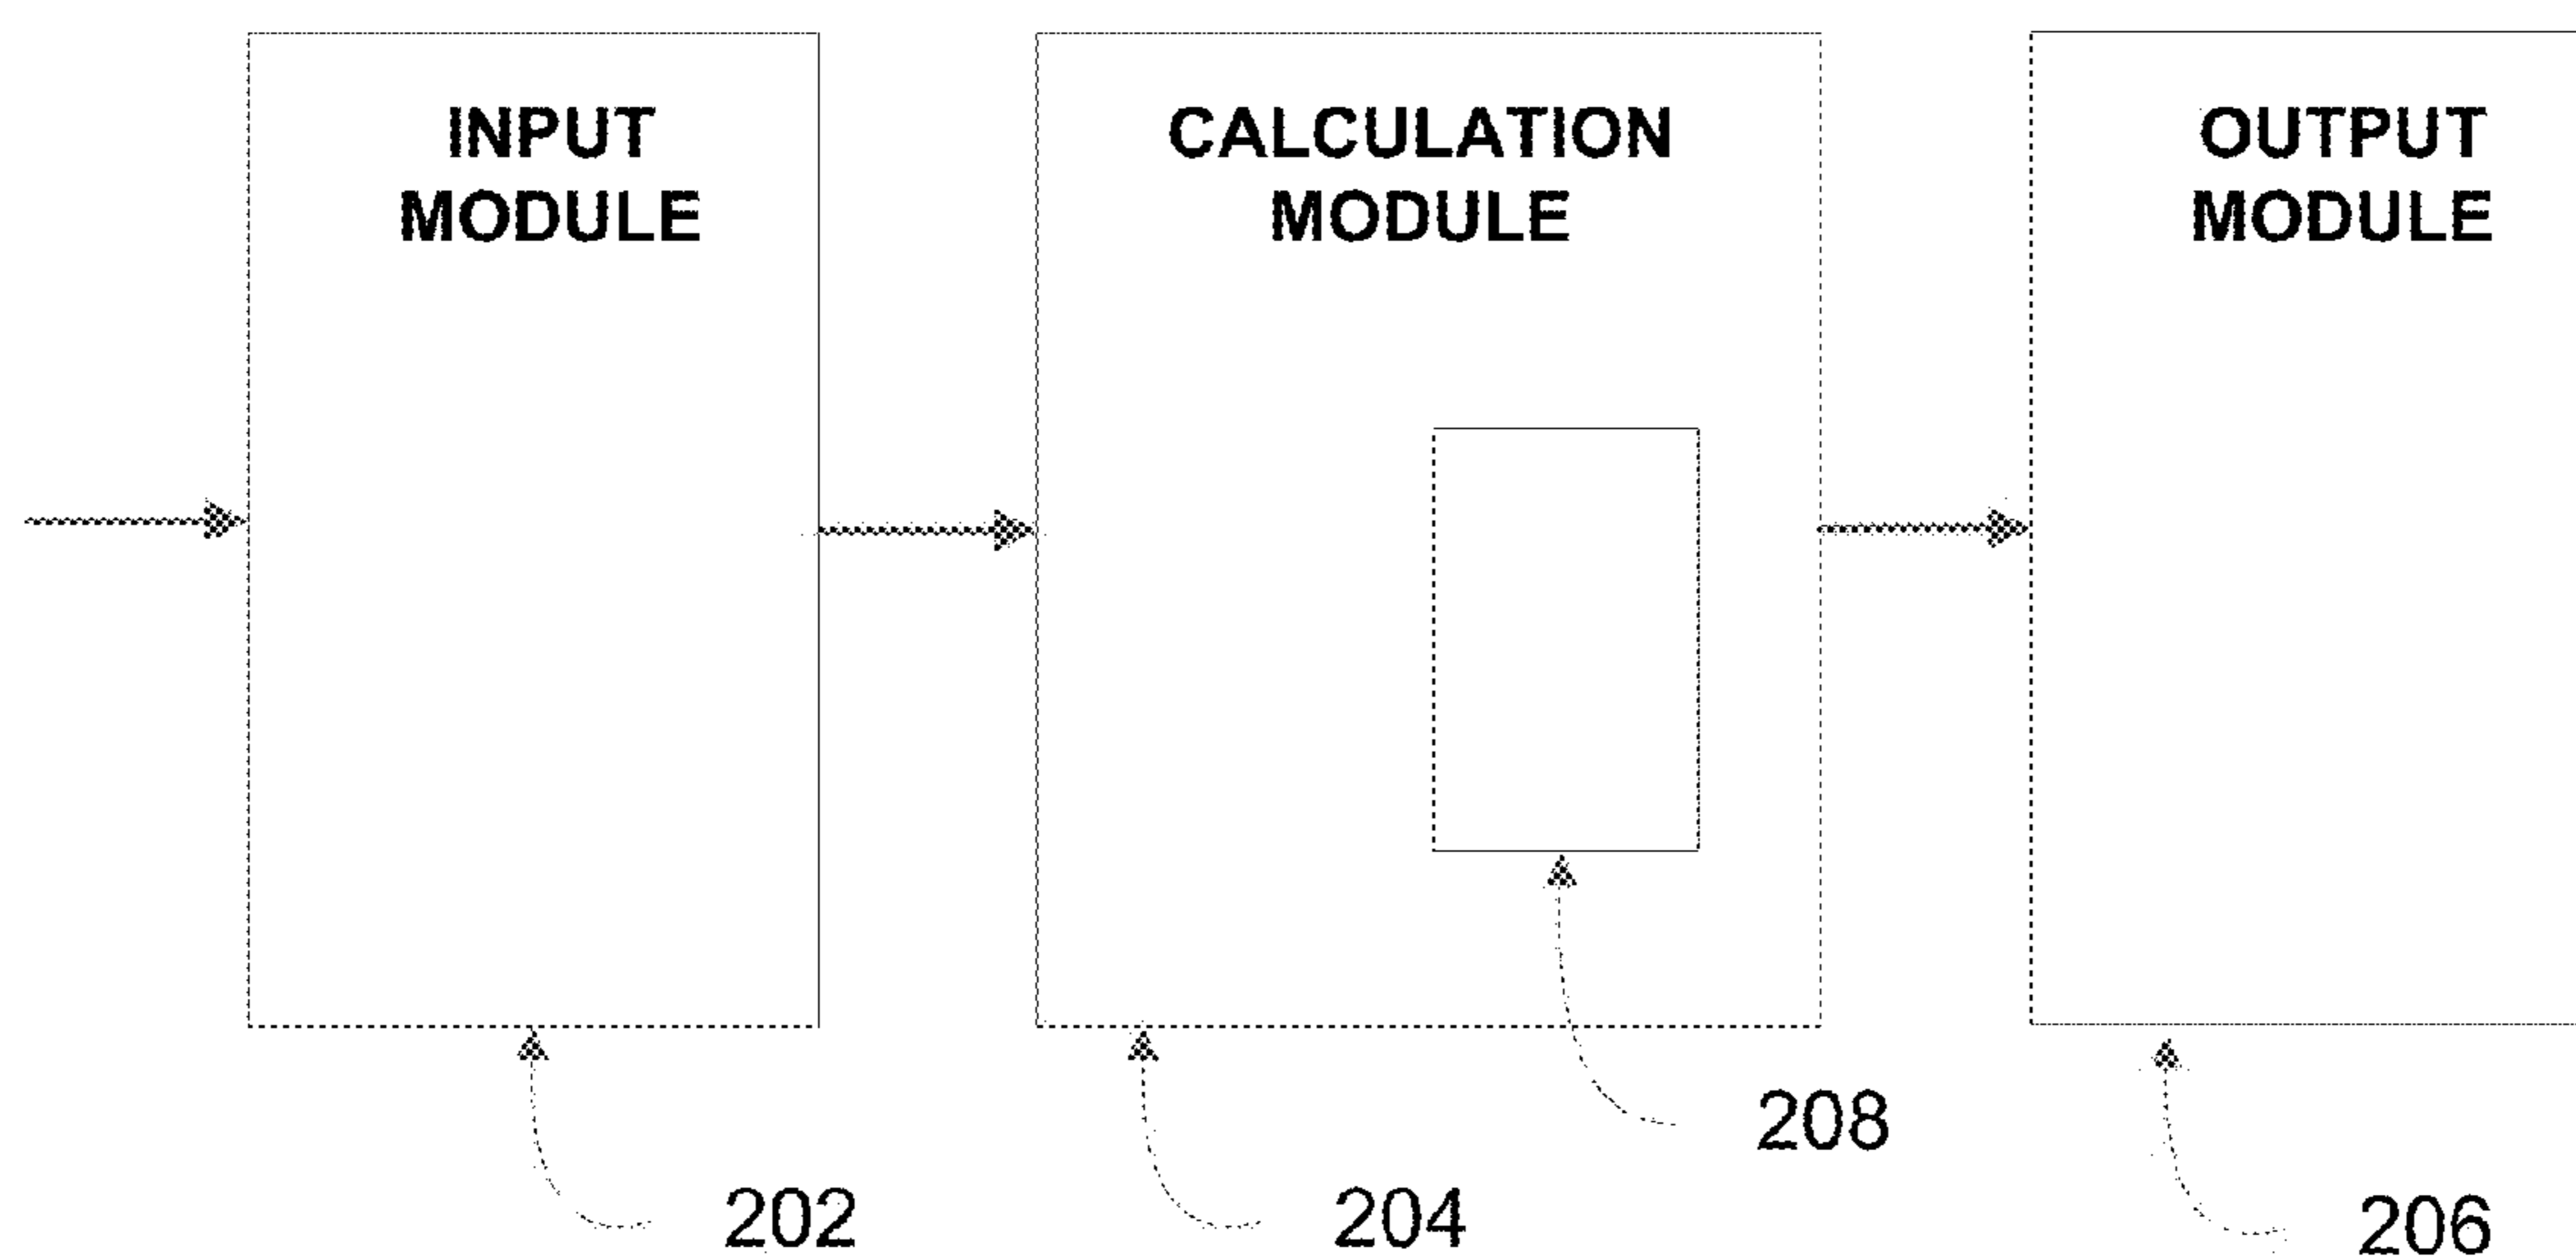 INPUT
MODULE
CALCULATION
MODULE
OUTPUT
MODULE
208
202
204
206